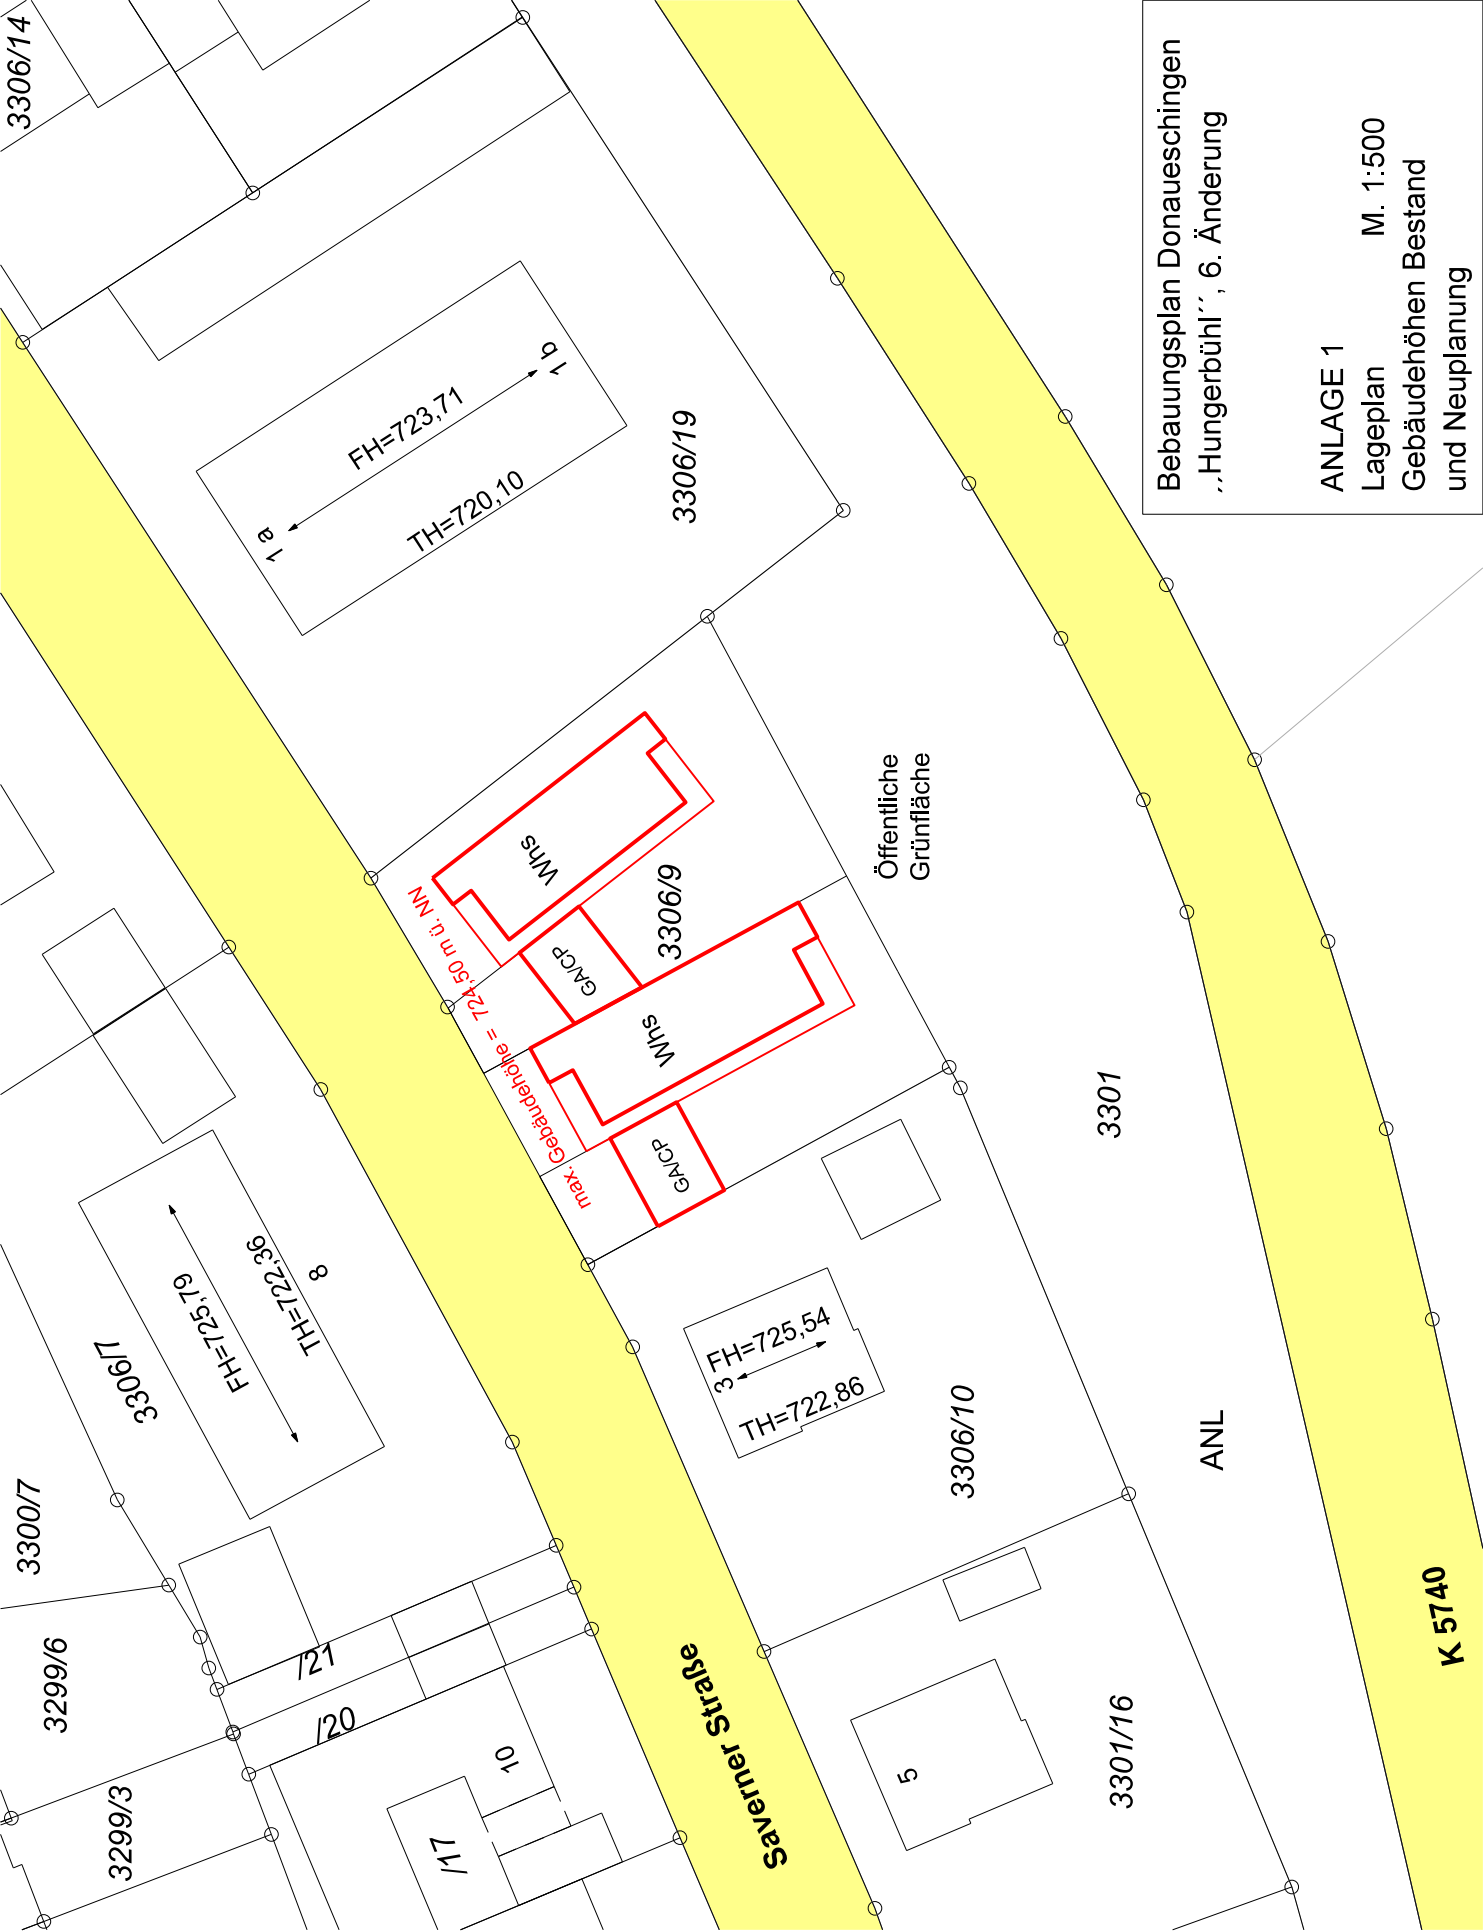 3306/14
FH=723,71
TH=720,10
1 a
1 b
3306/19
Whs
GA/CP
3306/9
Whs
GA/CP
max. Gebäudehöhe = 724,50 m ü. NN
Öffentliche
Grünfläche
3306/7
FH=725,79
TH=722,36
8
FH=725,54
3
TH=722,86
3306/10
3301
ANL
3300/7
3299/6
3299/3
/21
/20
10
/17
Saverner Straße
5
3301/16
K 5740
Bebauungsplan Donaueschingen
,,Hungerbühl´´, 6. Änderung
ANLAGE 1
Lageplan M. 1:500
Gebäudehöhen Bestand
und Neuplanung